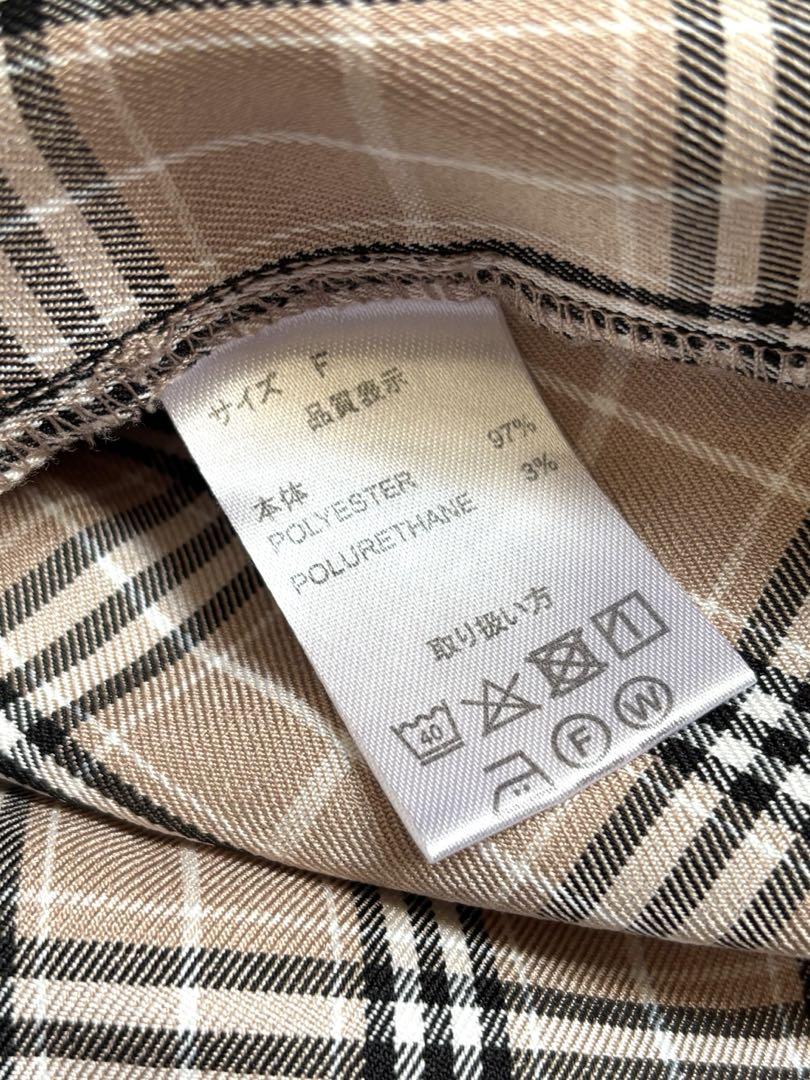 サイズ F
品質表示
本体
POLYESTER 97%
POLURETHANE 3%
取り扱い方
40
F W